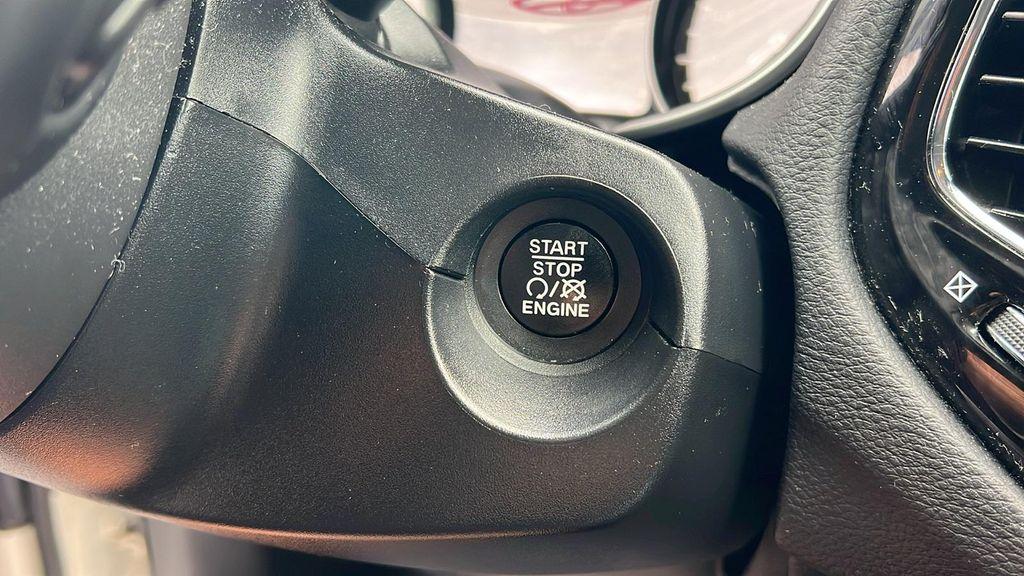 START
STOP
/
ENGINE